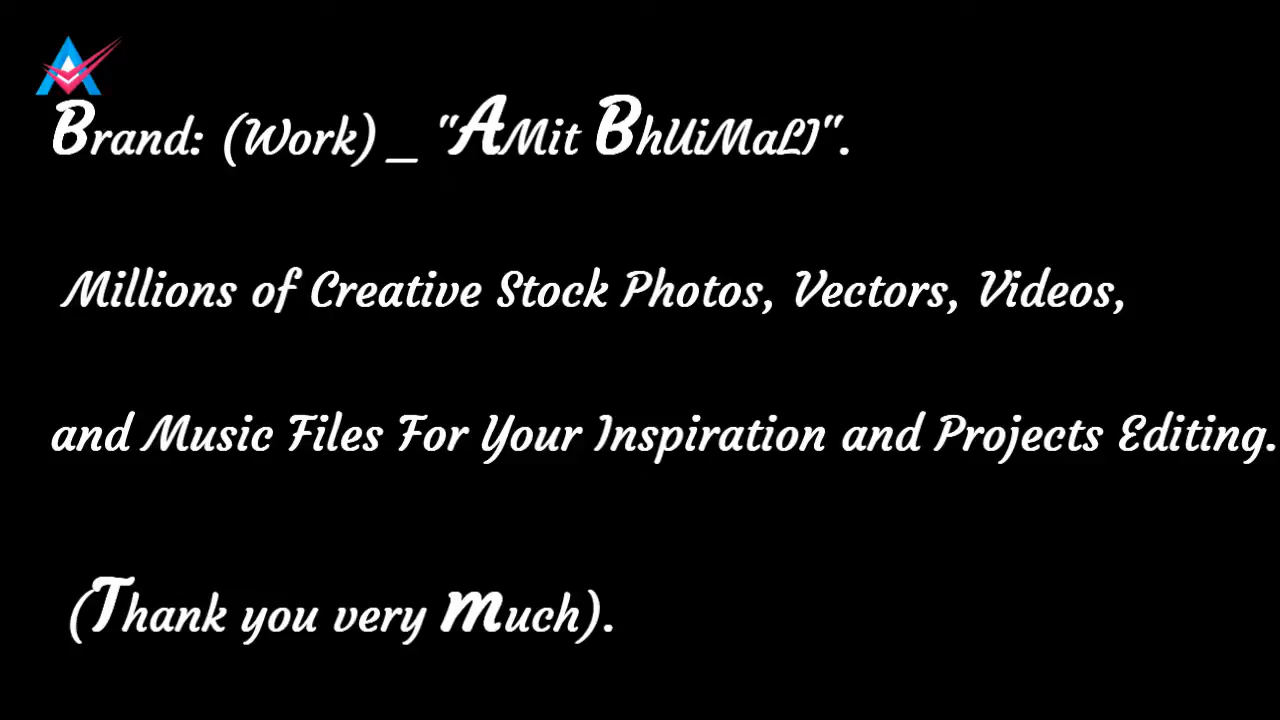 Brand: (Work) _ "AMit BhUiMaLI".
Millions of Creative Stock Photos, Vectors, Videos,
and Music Files For Your Inspiration and Projects Editing.
(Thank you very much).